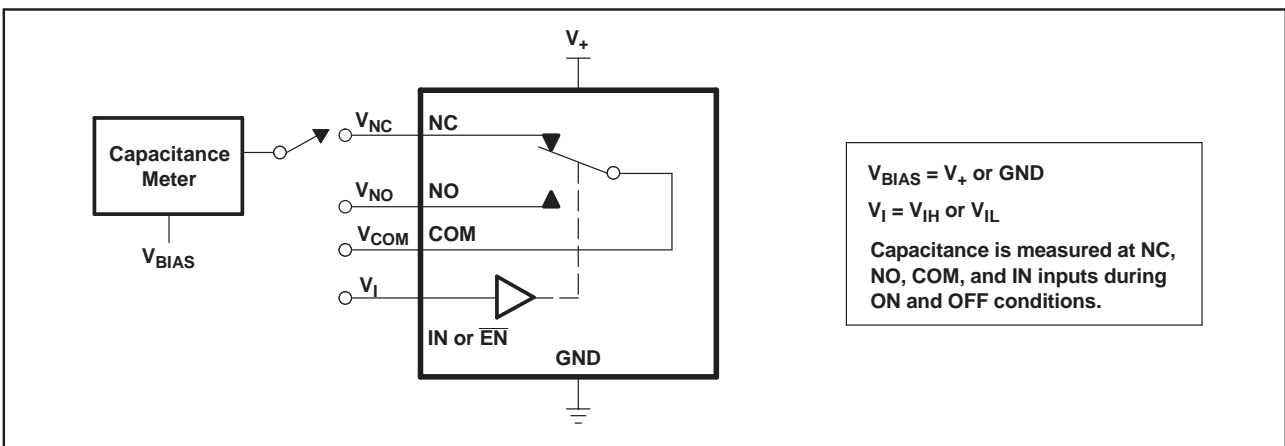 V+
Capacitance
Meter
VBIAS
VNC NC
VNO NO
VCOM COM
VI
IN or E̅N̅
GND
VBIAS = V+ or GND
VI = VIH or VIL
Capacitance is measured at NC,
NO, COM, and IN inputs during
ON and OFF conditions.